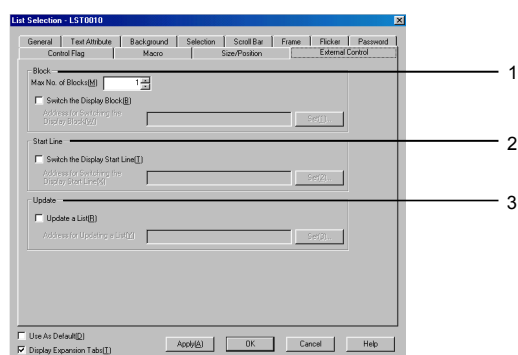 List Selection - LST0010
General Text Attribute Background Selection Scroll Bar Frame Flicker Password
Control Flag Macro Size/Position External Control
Block
Max No. of Blocks[M] 1
Switch the Display Block[B]
Address for Switching the
Display Block[W]
Set[1]...
Start Line
Switch the Display Start Line[T]
Address for Switching the
Display Start Line[X]
Set[2]...
Update
Update a List[R]
Address for Updating a List[Y]
Set[3]...
Use As Default[D]
Display Expansion Tabs[T]
Apply[A] OK Cancel Help
1
2
3